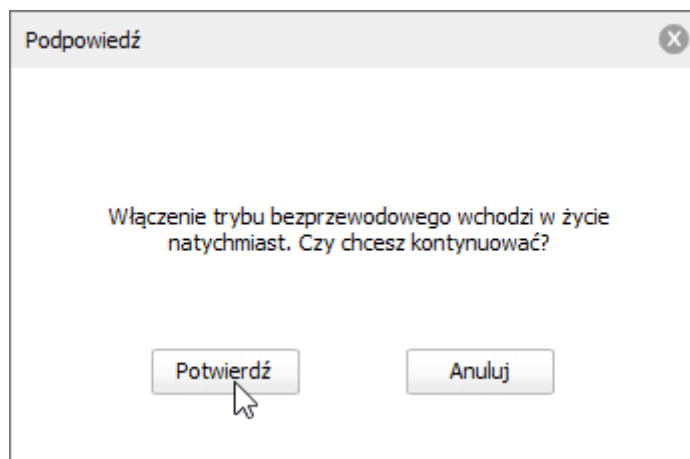 Podpowiedź
Włączenie trybu bezprzewodowego wchodzi w życie
natychmiast. Czy chcesz kontynuować?
Potwierdź
Anuluj